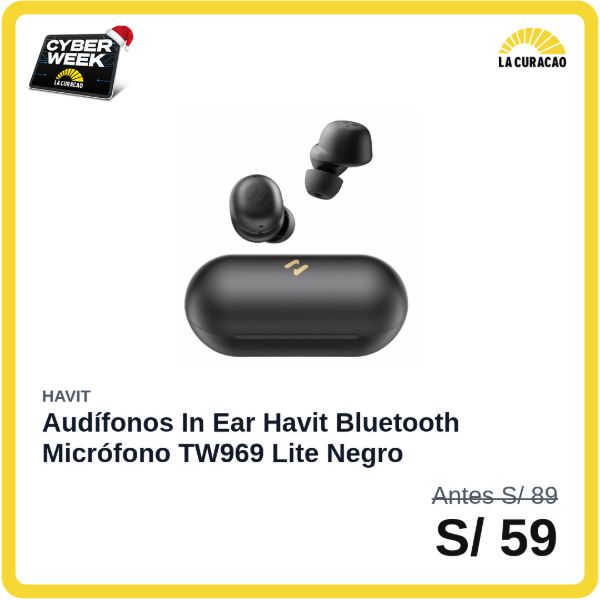 CYBER
WEEK
LA CURACAO
LA CURACAO
HAVIT
Audífonos In Ear Havit Bluetooth
Micrófono TW969 Lite Negro
Antes S/ 89
S/ 59